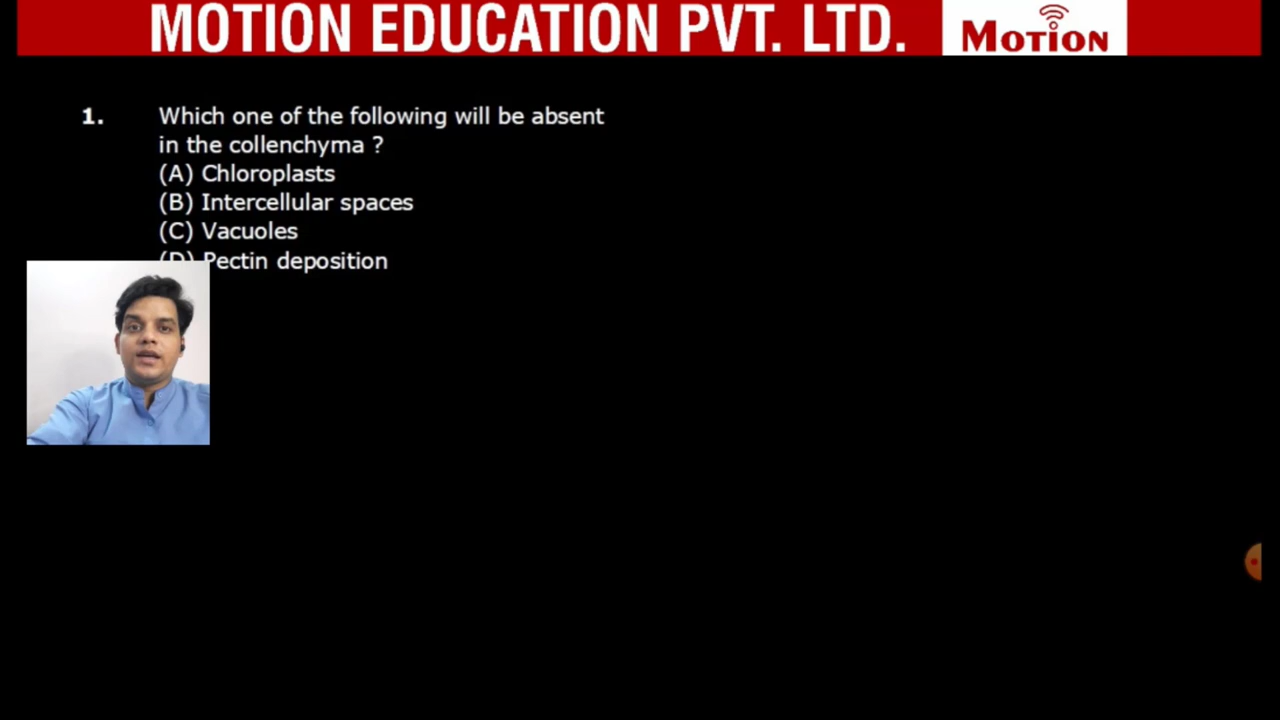 MOTION EDUCATION PVT. LTD.
MOTION
1. Which one of the following will be absent
in the collenchyma ?
(A) Chloroplasts
(B) Intercellular spaces
(C) Vacuoles
(D) Pectin deposition